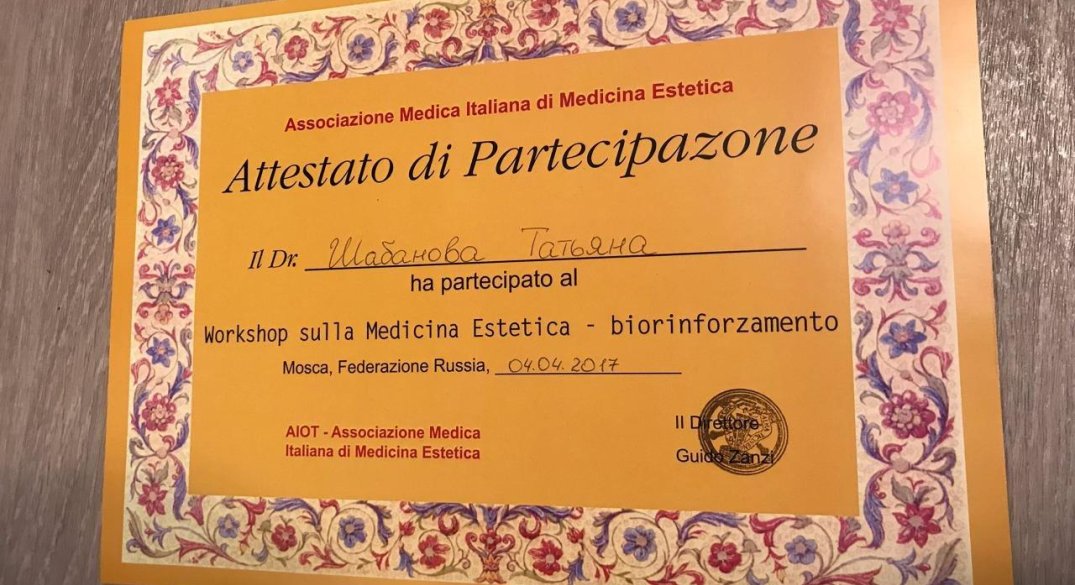 Associazione Medica Italiana di Medicina Estetica
Attestato di Partecipazone
Il Dr. Шабанова Татьяна
ha partecipato al
Workshop sulla Medicina Estetica - biorinforzamento
Mosca, Federazione Russia, 04.04.2017
AIOT - Associazione Medica
Italiana di Medicina Estetica
Il Direttore
Guido Zanzi